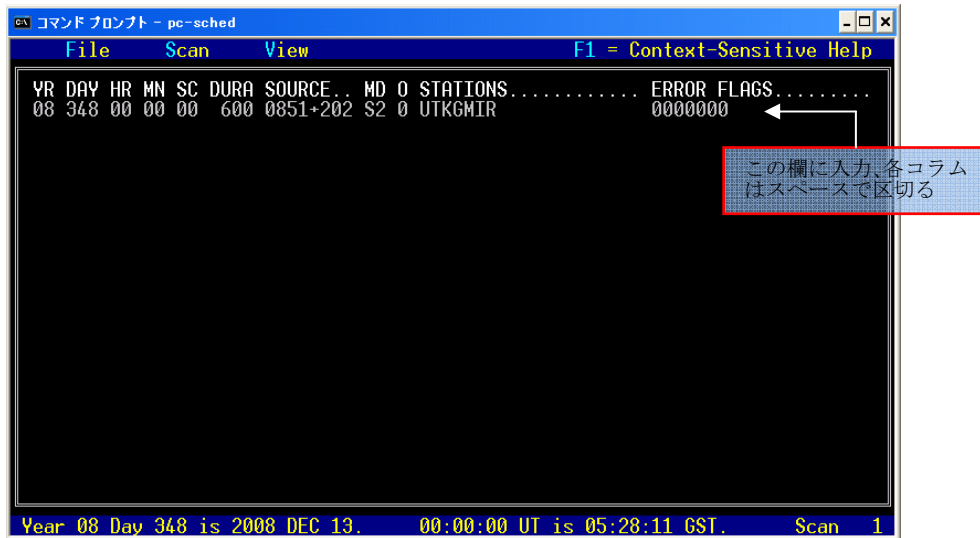 コマンド プロンプト - pc-sched
File Scan View F1 = Context-Sensitive Help
YR DAY HR MN SC DURA SOURCE.. MD O STATIONS............ ERROR FLAGS.........
08 348 00 00 00 600 0851+202 S2 0 UTKGMIR 0000000
この欄に入力、各コラム
はスペースで区切る
Year 08 Day 348 is 2008 DEC 13. 00:00:00 UT is 05:28:11 GST. Scan 1